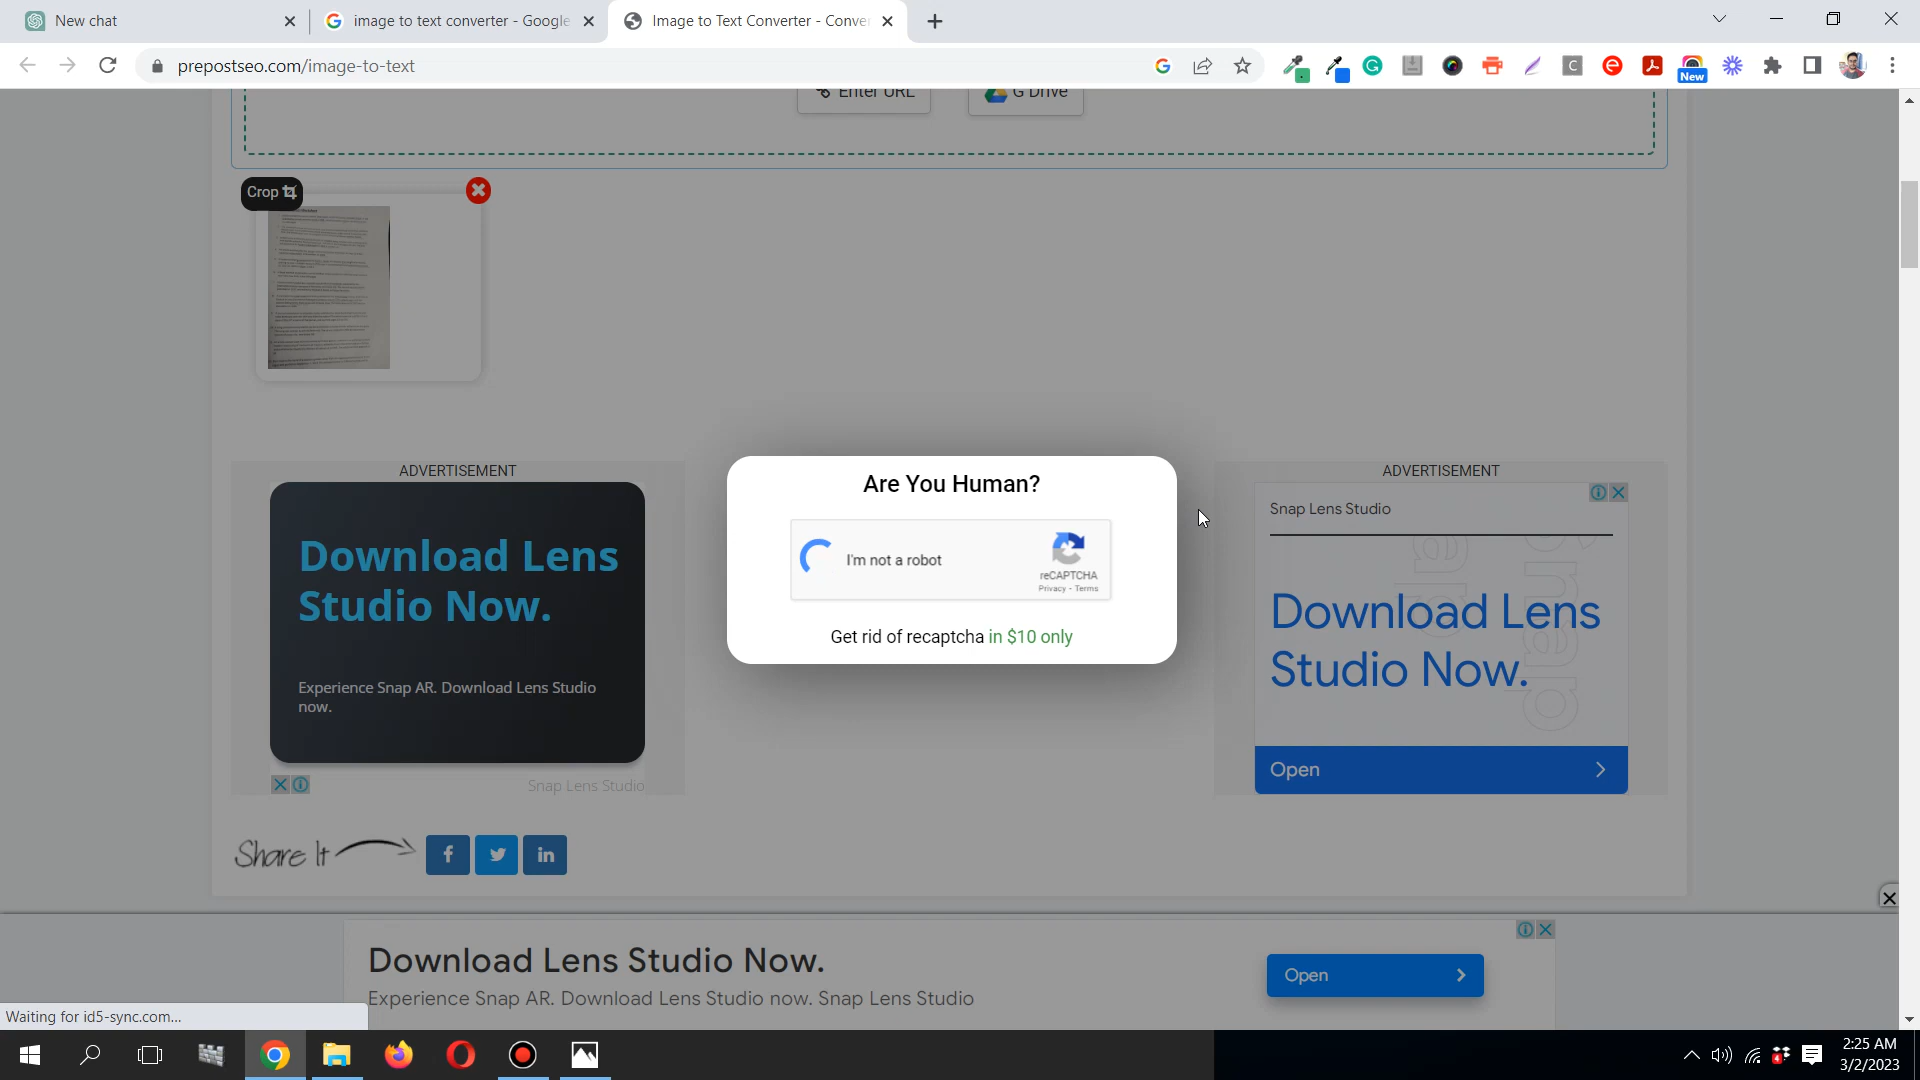 New chat
image to text converter - Google
Image to Text Converter - Conve
prepostseo.com/image-to-text
New
Enter URL
G Drive
Crop
ADVERTISEMENT
Download Lens
Studio Now.
Experience Snap AR. Download Lens Studio
now.
Snap Lens Studio
Are You Human?
I'm not a robot
reCAPTCHA
Privacy - Terms
Get rid of recaptcha in $10 only
ADVERTISEMENT
Snap Lens Studio
Download Lens
Studio Now.
Open
Share It
Download Lens Studio Now.
Experience Snap AR. Download Lens Studio now. Snap Lens Studio
Open
Waiting for id5-sync.com...
2:25 AM
3/2/2023